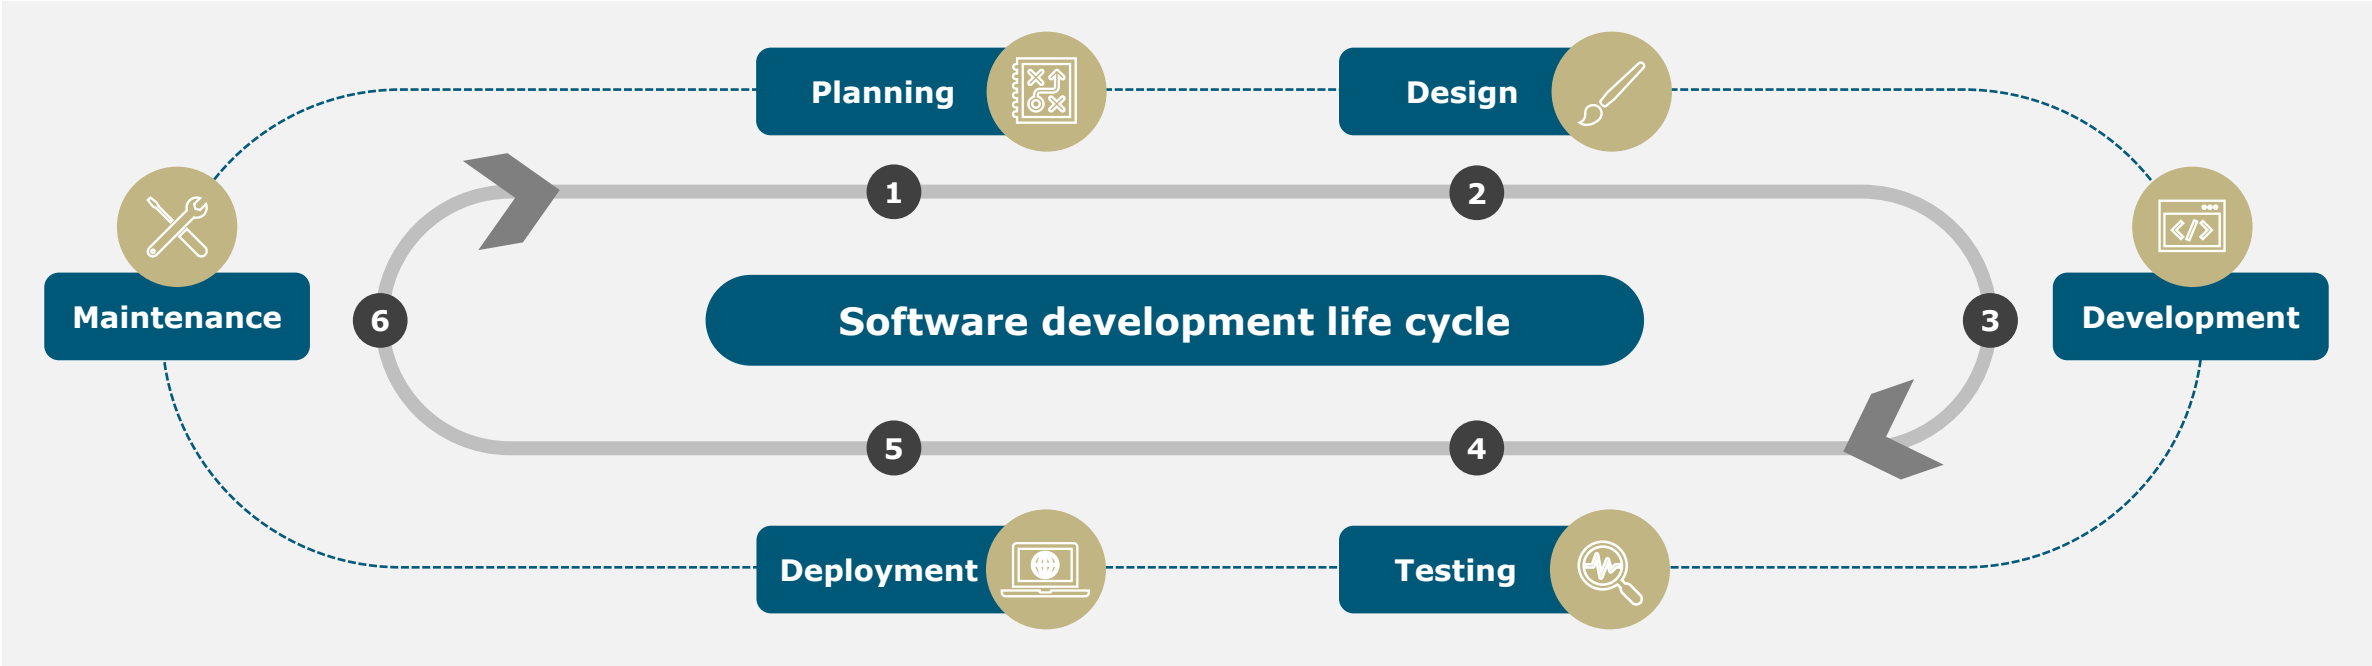 Planning
Design
1
2
Maintenance
6
Software development life cycle
3
Development
5
4
Deployment
Testing